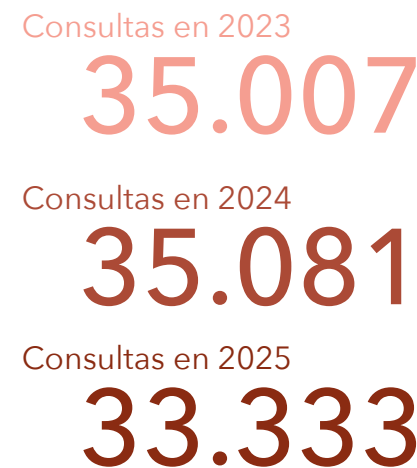 Consultas en 2023
35.007
Consultas en 2024
35.081
Consultas en 2025
33.333